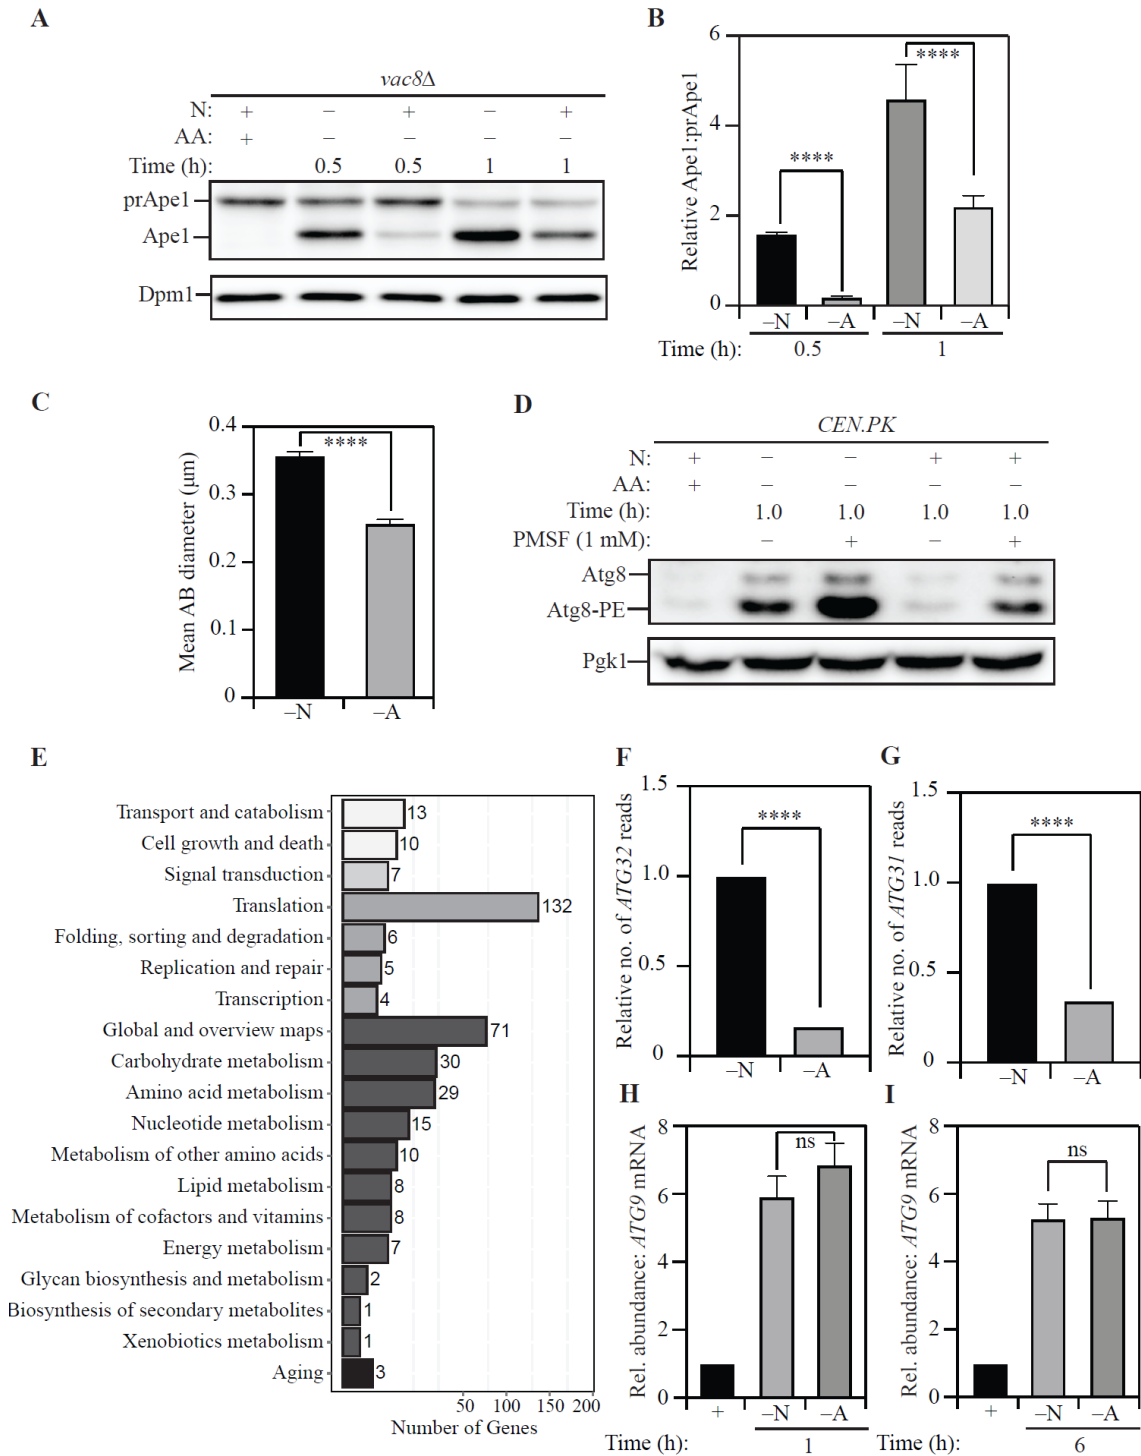 A
vac8Δ
N: + − + − +
AA: + − − − −
Time (h): 0.5 0.5 1 1
prApe1
Ape1
Dpm1
B
Relative Ape1:prApe1
6
4
2
0
****
****
−N −A −N −A
Time (h): 0.5 1
C
Mean AB diameter (μm)
0.4
0.3
0.2
0.1
0
****
−N −A
D
CEN.PK
N: + − − + +
AA: + − − − −
Time (h): 1.0 1.0 1.0 1.0
PMSF (1 mM): − + − +
Atg8
Atg8-PE
Pgk1
E
Transport and catabolism 13
Cell growth and death 10
Signal transduction 7
Translation 132
Folding, sorting and degradation 6
Replication and repair 5
Transcription 4
Global and overview maps 71
Carbohydrate metabolism 30
Amino acid metabolism 29
Nucleotide metabolism 15
Metabolism of other amino acids 10
Lipid metabolism 8
Metabolism of cofactors and vitamins 8
Energy metabolism 7
Glycan biosynthesis and metabolism 2
Biosynthesis of secondary metabolites 1
Xenobiotics metabolism 1
Aging 3
50 100 150 200
Number of Genes
F
Relative no. of ATG32 reads
1.5
1.0
0.5
0
****
−N −A
G
Relative no. of ATG31 reads
1.5
1.0
0.5
0
****
−N −A
H
Rel. abundance: ATG9 mRNA
8
6
4
2
0
ns
+ −N −A
Time (h): 1
I
Rel. abundance: ATG9 mRNA
8
6
4
2
0
ns
+ −N −A
Time (h): 6